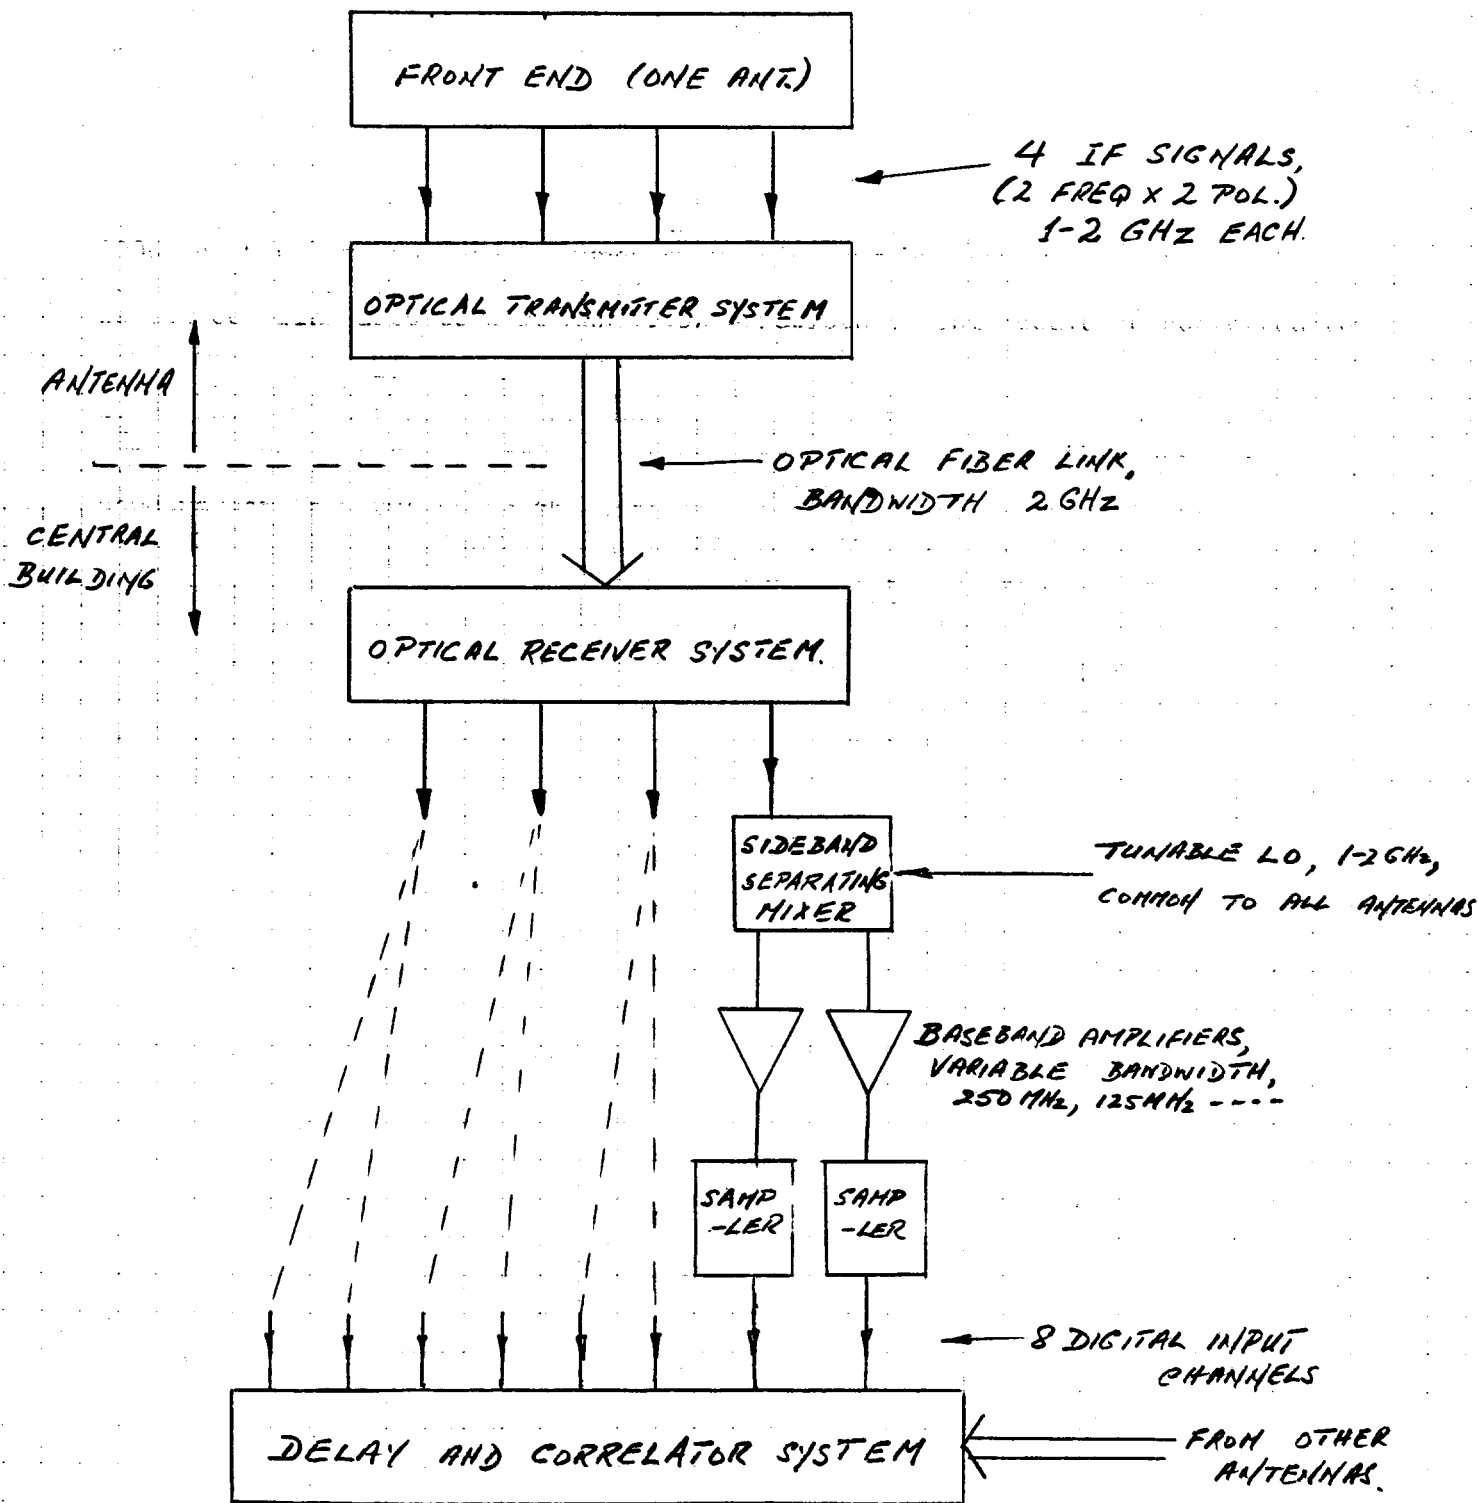 FRONT END (ONE ANT.)
4 IF SIGNALS,
(2 FREQ x 2 POL.)
1-2 GHz EACH.
OPTICAL TRANSMITTER SYSTEM
ANTENNA
OPTICAL FIBER LINK,
BANDWIDTH 2 GHz
CENTRAL
BUILDING
OPTICAL RECEIVER SYSTEM.
SIDEBAND
SEPARATING
MIXER
TUNABLE LO, 1-2 GHz,
COMMON TO ALL ANTENNAS
BASEBAND AMPLIFIERS,
VARIABLE BANDWIDTH,
250 MHz, 125 MHz ----
SAMP
-LER
SAMP
-LER
8 DIGITAL INPUT
CHANNELS
DELAY AND CORRELATOR SYSTEM
FROM OTHER
ANTENNAS.